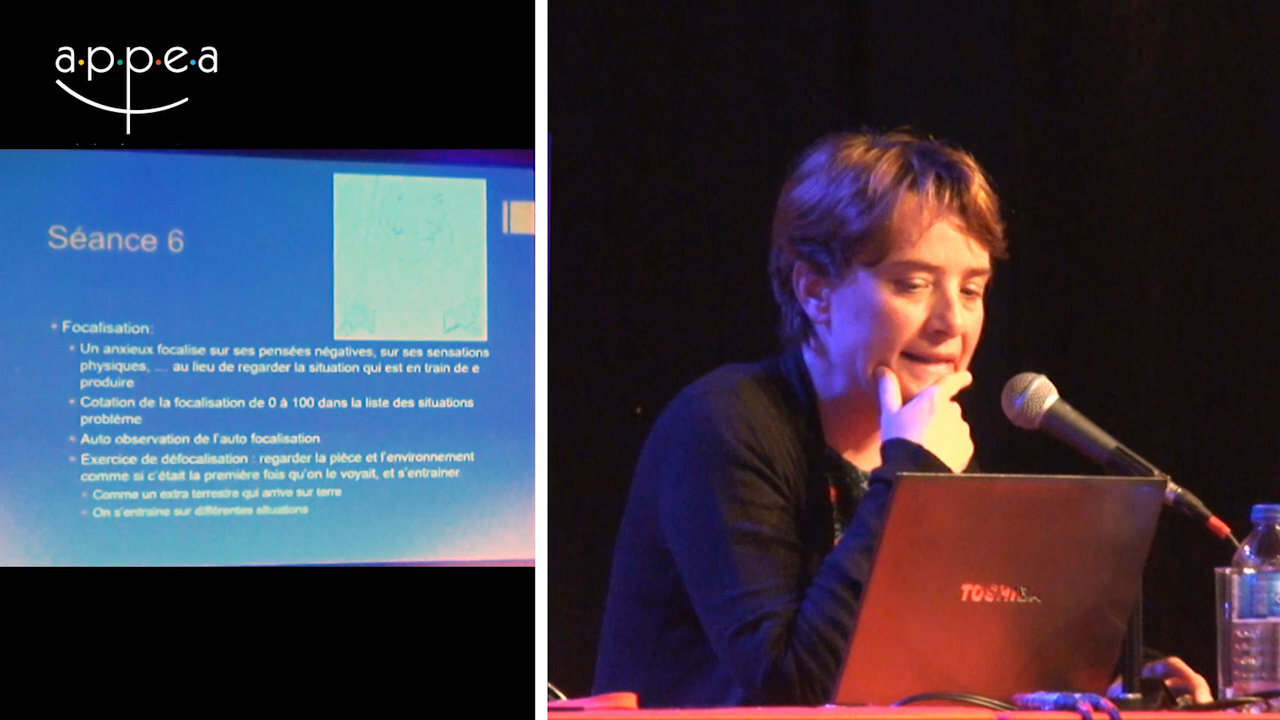 a·p·p·e·a
Séance 6
Focalisation:
Un anxieux focalise sur ses pensées négatives, sur ses sensations
physiques, ... au lieu de regarder la situation qui est en train de e
produire
Cotation de la focalisation de 0 à 100 dans la liste des situations
problème
Auto observation de l'auto focalisation
Exercice de défocalisation : regarder la pièce et l'environnement
comme si c'était la première fois qu'on le voyait, et s'entrainer.
Comme un extra terrestre qui arrive sur terre
On s'entraine sur différentes situations
TOSHIBA